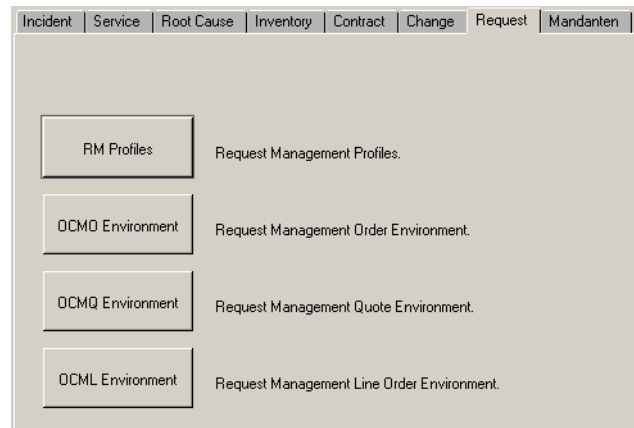 Incident Service Root Cause Inventory Contract Change Request Mandanten
RM Profiles Request Management Profiles.
OCMO Environment Request Management Order Environment.
OCMQ Environment Request Management Quote Environment.
OCML Environment Request Management Line Order Environment.